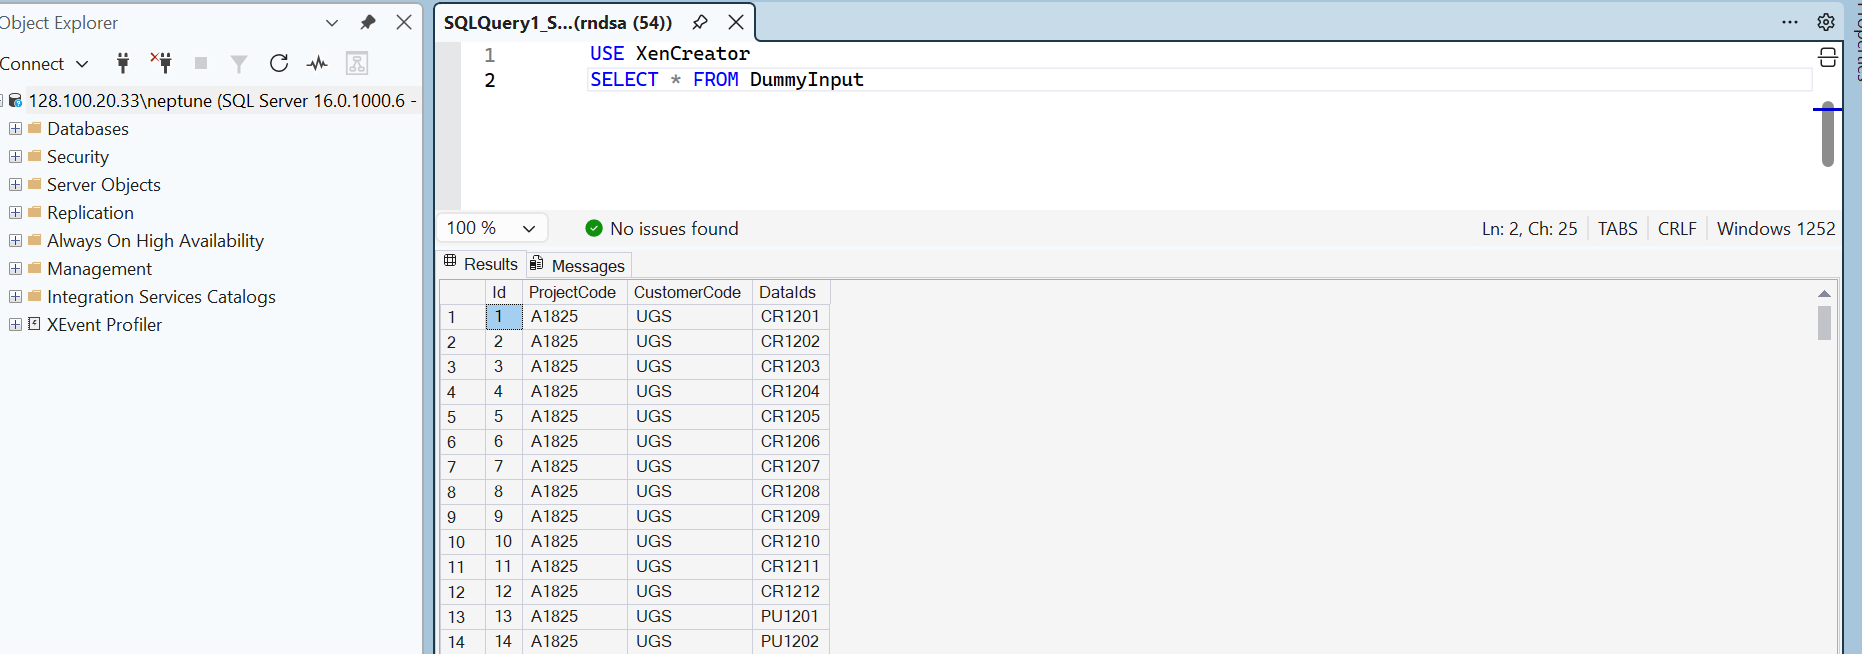 Object Explorer
Connect
128.100.20.33\neptune (SQL Server 16.0.1000.6 -
Databases
Security
Server Objects
Replication
Always On High Availability
Management
Integration Services Catalogs
XEvent Profiler
SQLQuery1_S...(rndsa (54))
1 USE XenCreator
2 SELECT * FROM DummyInput
100 %
No issues found
Ln: 2, Ch: 25 TABS CRLF Windows 1252
Results Messages
Id ProjectCode CustomerCode DataIds
1 1 A1825 UGS CR1201
2 2 A1825 UGS CR1202
3 3 A1825 UGS CR1203
4 4 A1825 UGS CR1204
5 5 A1825 UGS CR1205
6 6 A1825 UGS CR1206
7 7 A1825 UGS CR1207
8 8 A1825 UGS CR1208
9 9 A1825 UGS CR1209
10 10 A1825 UGS CR1210
11 11 A1825 UGS CR1211
12 12 A1825 UGS CR1212
13 13 A1825 UGS PU1201
14 14 A1825 UGS PU1202
Properties